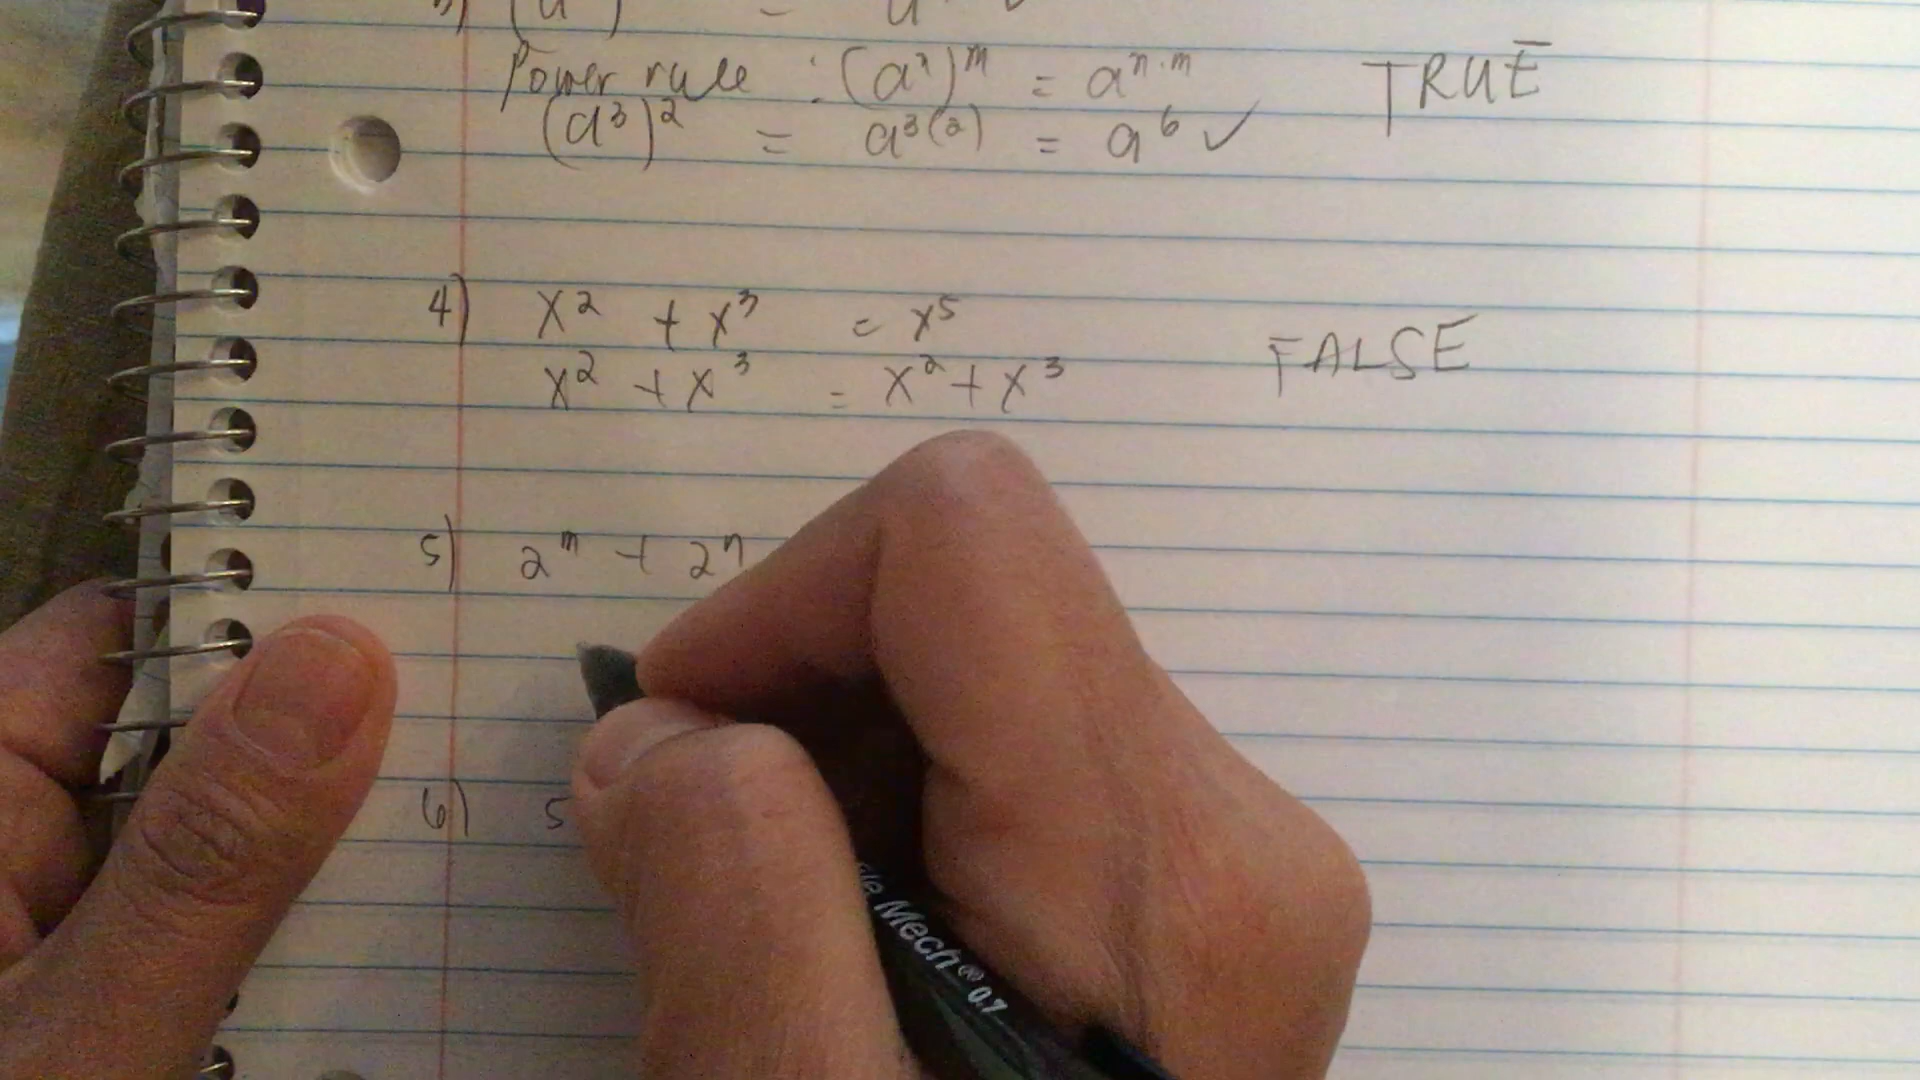 Power rule : (aⁿ)ᵐ = aⁿ·ᵐ TRUE
(a³)² = a³⁽²⁾ = a⁶ ✓
4) x² + x³ = x⁵
x² + x³ = x² + x³ FALSE
5) 2ᵐ + 2ⁿ
6) 5
Mech® 0.7